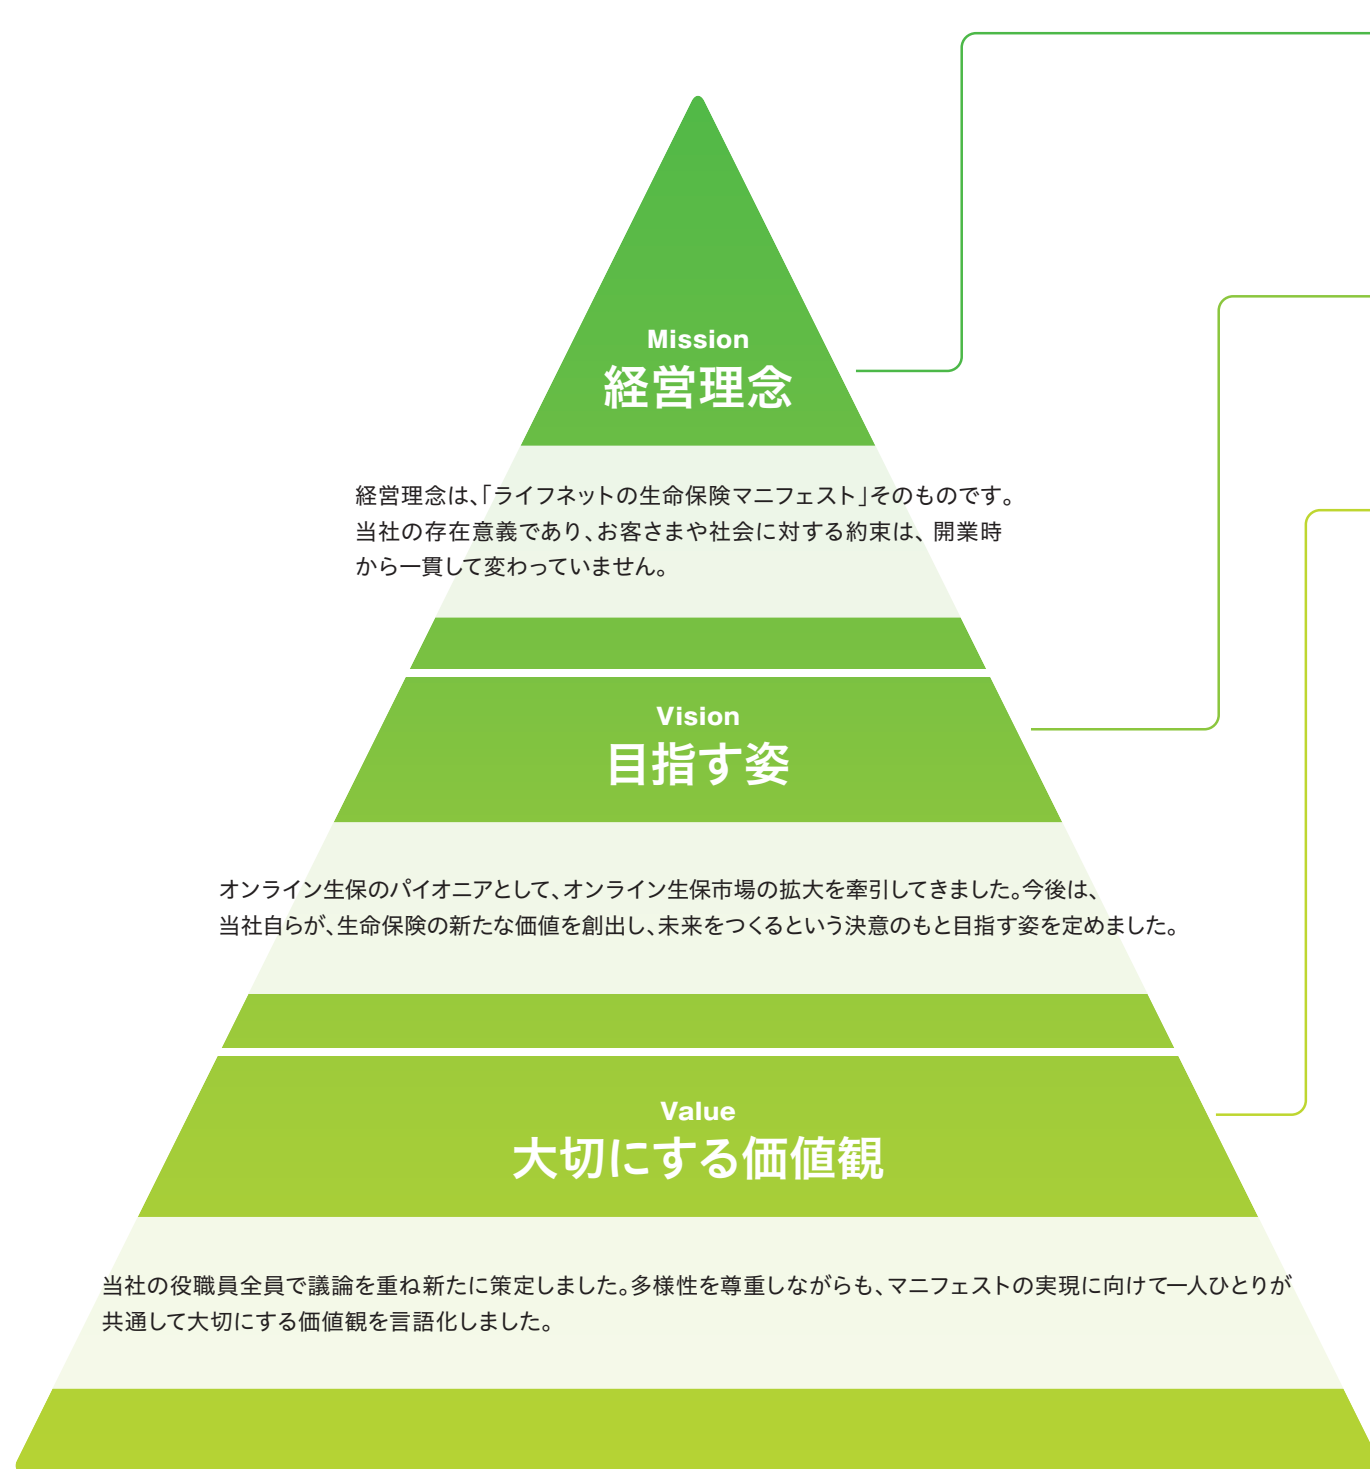 Mission
経営理念
経営理念は、「ライフネットの生命保険マニフェスト」そのものです。
当社の存在意義であり、お客さまや社会に対する約束は、開業時
から一貫して変わっていません。
Vision
目指す姿
オンライン生保のパイオニアとして、オンライン生保市場の拡大を牽引してきました。今後は、
当社自らが、生命保険の新たな価値を創出し、未来をつくるという決意のもと目指す姿を定めました。
Value
大切にする価値観
当社の役職員全員で議論を重ね新たに策定しました。多様性を尊重しながらも、マニフェストの実現に向けて一人ひとりが
共通して大切にする価値観を言語化しました。